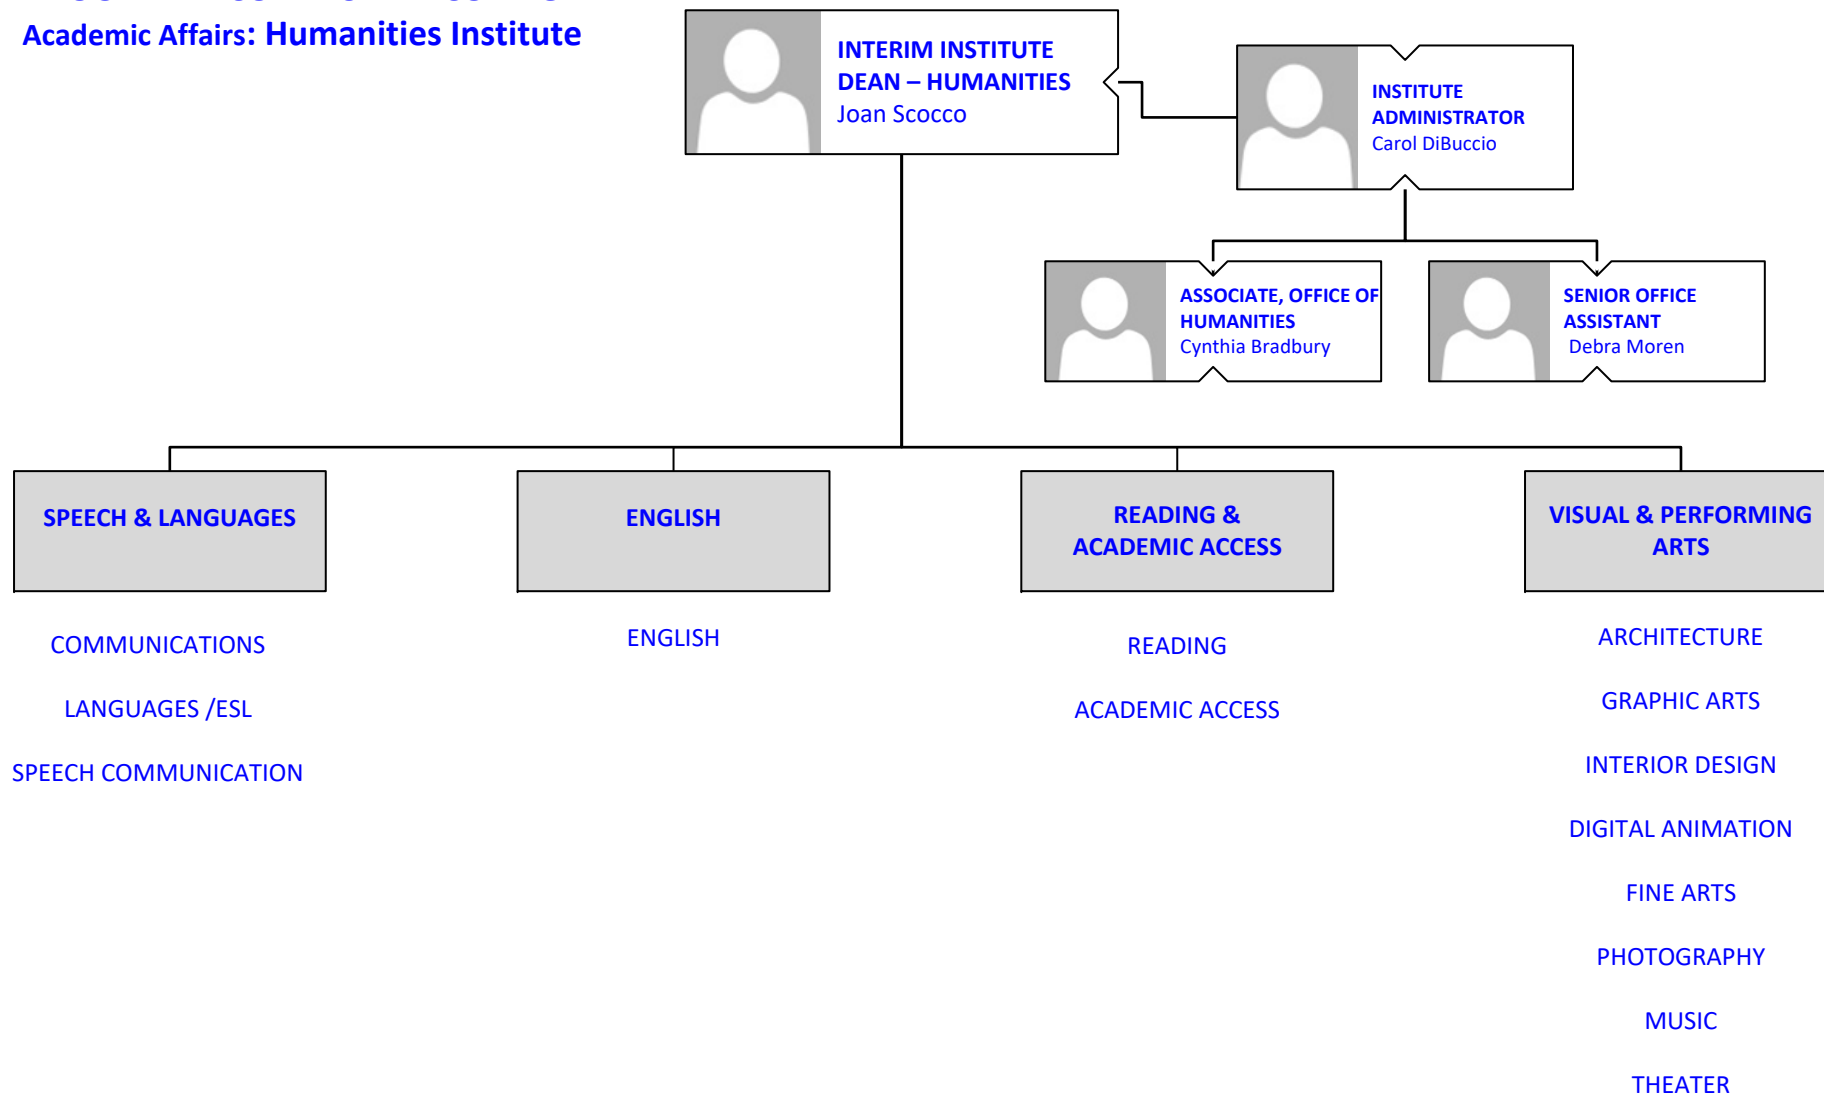 Academic Affairs: Humanities Institute
INTERIM INSTITUTE
DEAN – HUMANITIES
Joan Scocco
INSTITUTE
ADMINISTRATOR
Carol DiBuccio
ASSOCIATE, OFFICE OF
HUMANITIES
Cynthia Bradbury
SENIOR OFFICE
ASSISTANT
Debra Moren
SPEECH & LANGUAGES
COMMUNICATIONS
LANGUAGES /ESL
SPEECH COMMUNICATION
ENGLISH
ENGLISH
READING &
ACADEMIC ACCESS
READING
ACADEMIC ACCESS
VISUAL & PERFORMING
ARTS
ARCHITECTURE
GRAPHIC ARTS
INTERIOR DESIGN
DIGITAL ANIMATION
FINE ARTS
PHOTOGRAPHY
MUSIC
THEATER